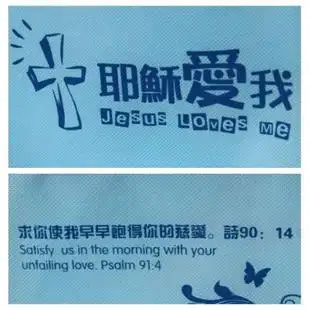 耶穌愛我
Jesus Loves Me
求你使我早早飽得你的慈愛。詩90：14
Satisfy us in the morning with your
unfailing love. Psalm 91:4